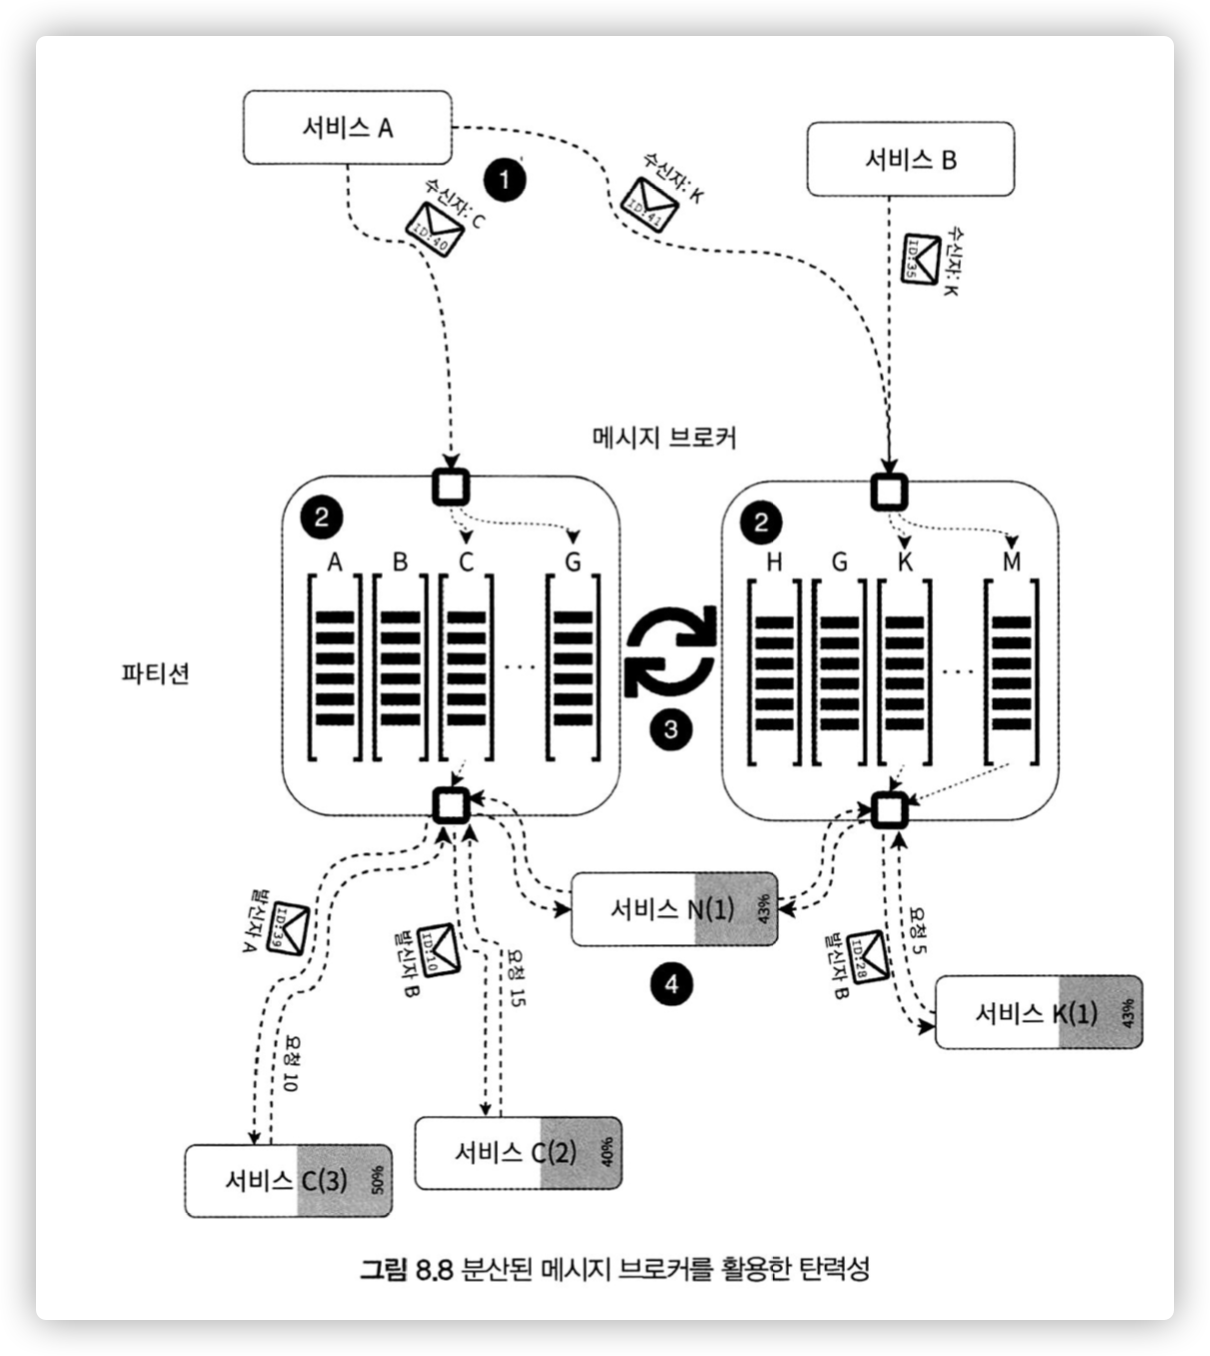 서비스 A
서비스 B
1
수신자: C
ID:40
수신자: K
ID:41
수신자: K
ID:35
메시지 브로커
2
2
A B C G
H G K M
파티션
...
...
3
서비스 N(1) 43%
4
발신자 A
ID:39
요청 10
발신자 B
ID:10
요청 15
발신자 B
ID:28
요청 5
서비스 K(1) 43%
서비스 C(2) 40%
서비스 C(3) 50%
그림 8.8 분산된 메시지 브로커를 활용한 탄력성